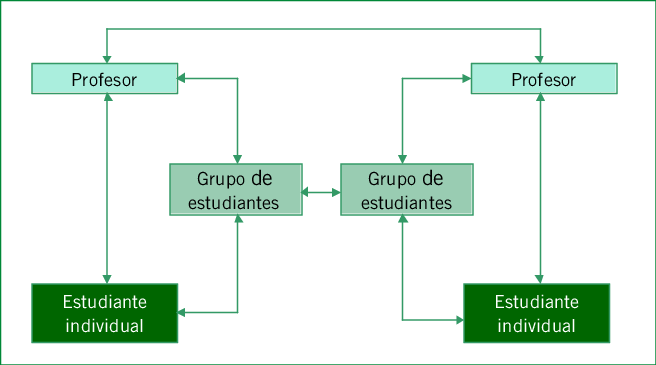 Profesor
Profesor
Grupo de
estudiantes
Grupo de
estudiantes
Estudiante
individual
Estudiante
individual